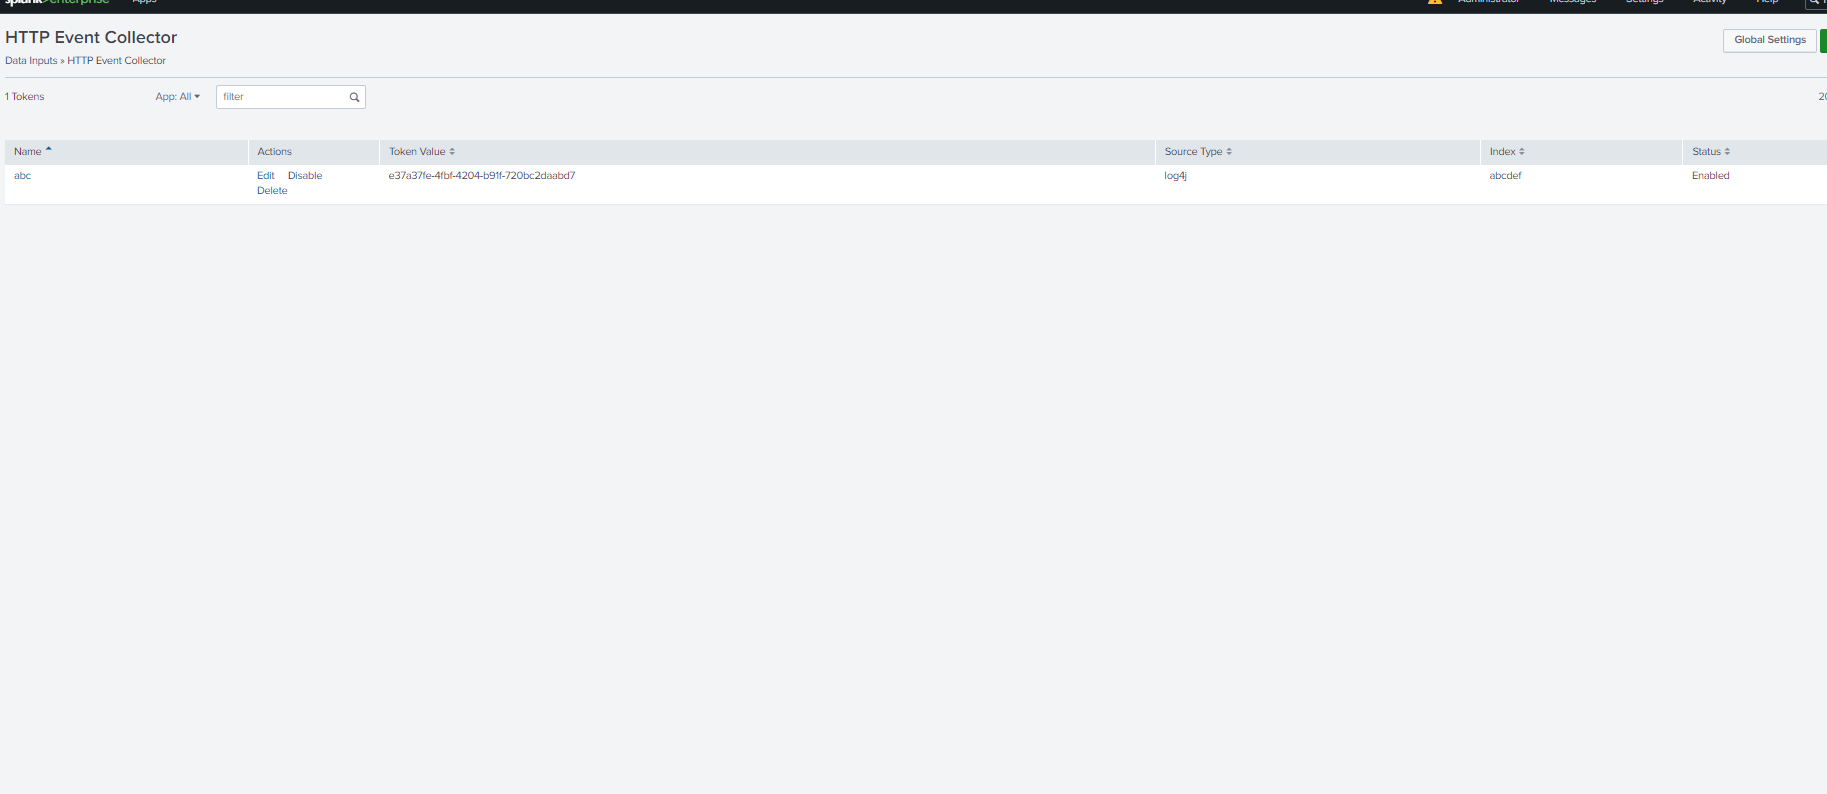 splunk>enterprise Apps Administrator Messages Settings Activity Help
HTTP Event Collector
Global Settings
Data Inputs » HTTP Event Collector
1 Tokens App: All filter 20
Name Actions Token Value Source Type Index Status
abc Edit Disable e37a37fe-4fbf-4204-b91f-720bc2daabd7 log4j abcdef Enabled
Delete